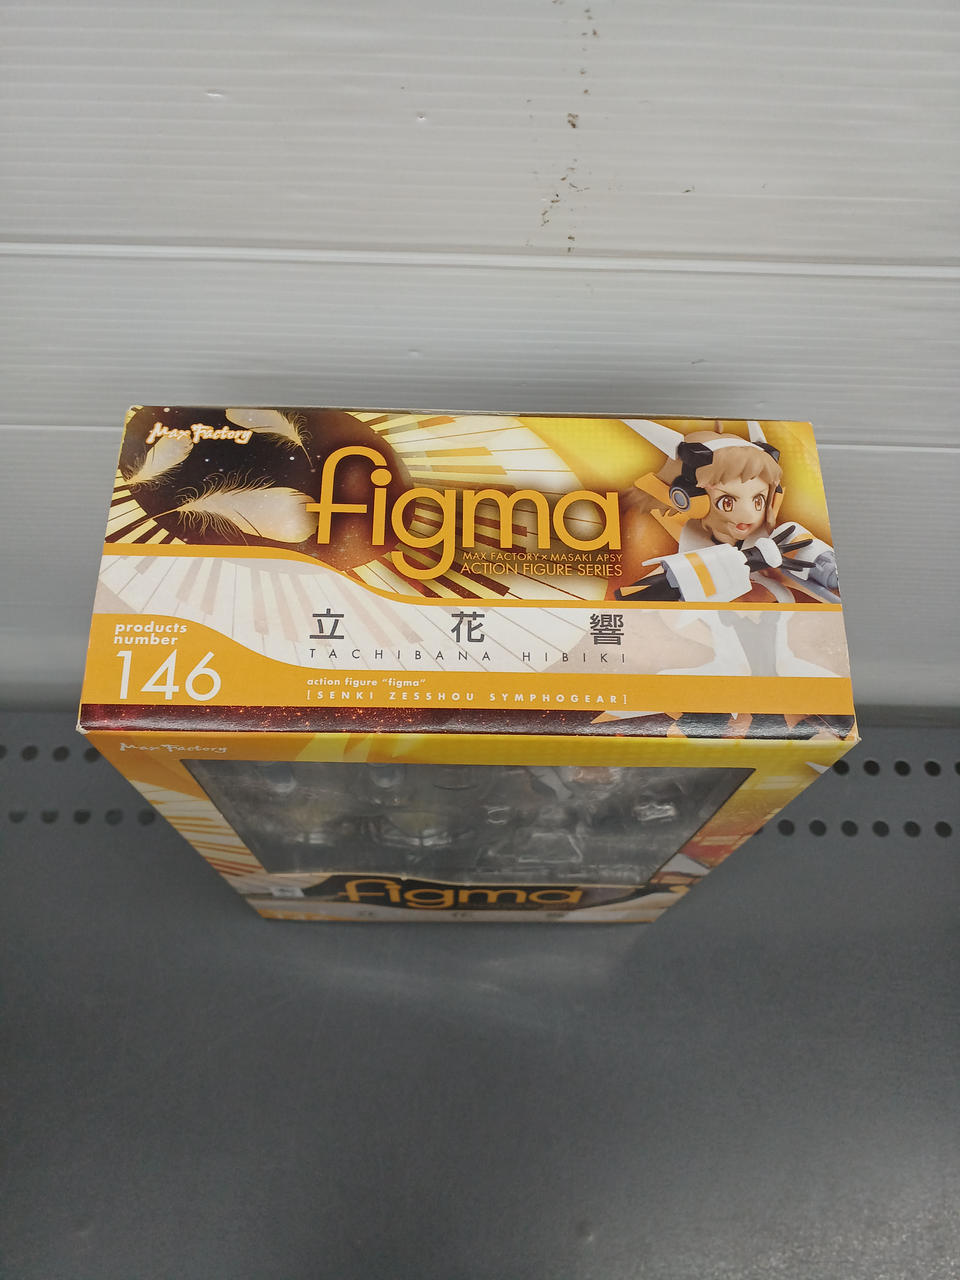 Max Factory
figma
MAX FACTORY × MASAKI APSY
ACTION FIGURE SERIES
立花響
TACHIBANA HIBIKI
products
number
146
action figure "figma"
[SENKI ZESSHOU SYMPHOGEAR]
Max Factory
figma